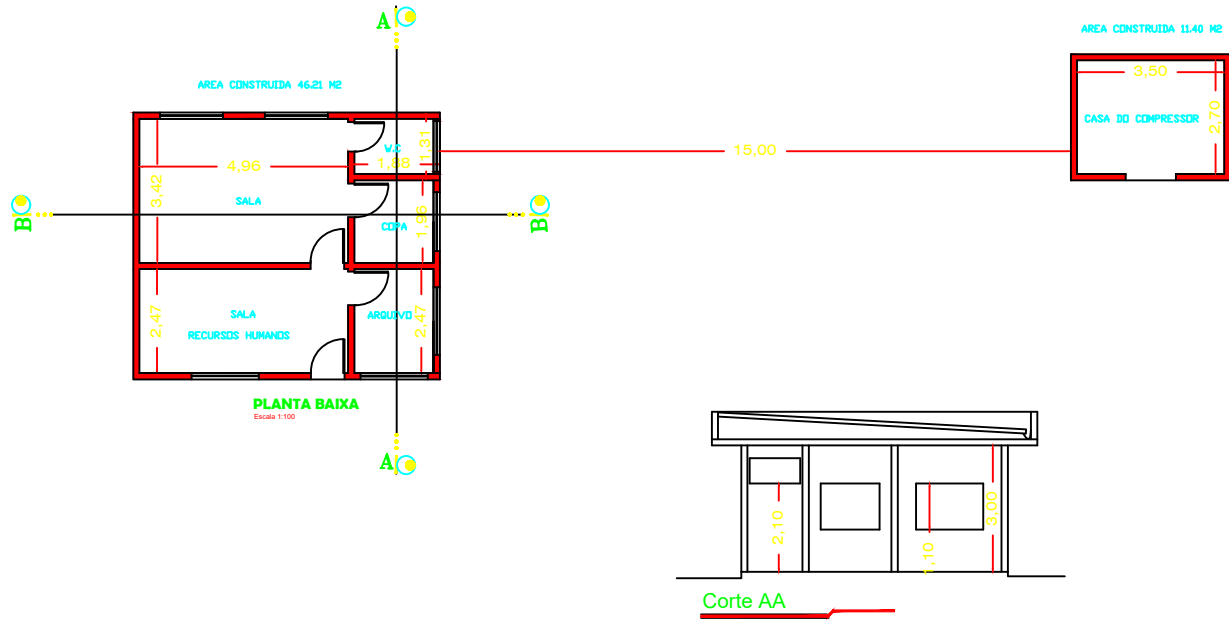 A
AREA CONSTRUIDA 11.40 M2
3,50
AREA CONSTRUIDA 46.21 M2
2,70
CASA DO COMPRESSOR
1,31
W.C
15,00
4,96
1,88
3,42
SALA
B
COPA
1,96
B
SALA
RECURSOS HUMANOS
2,47
ARQUIVO
2,47
PLANTA BAIXA
Escala 1:100
A
2,10
1,10
3,00
Corte AA